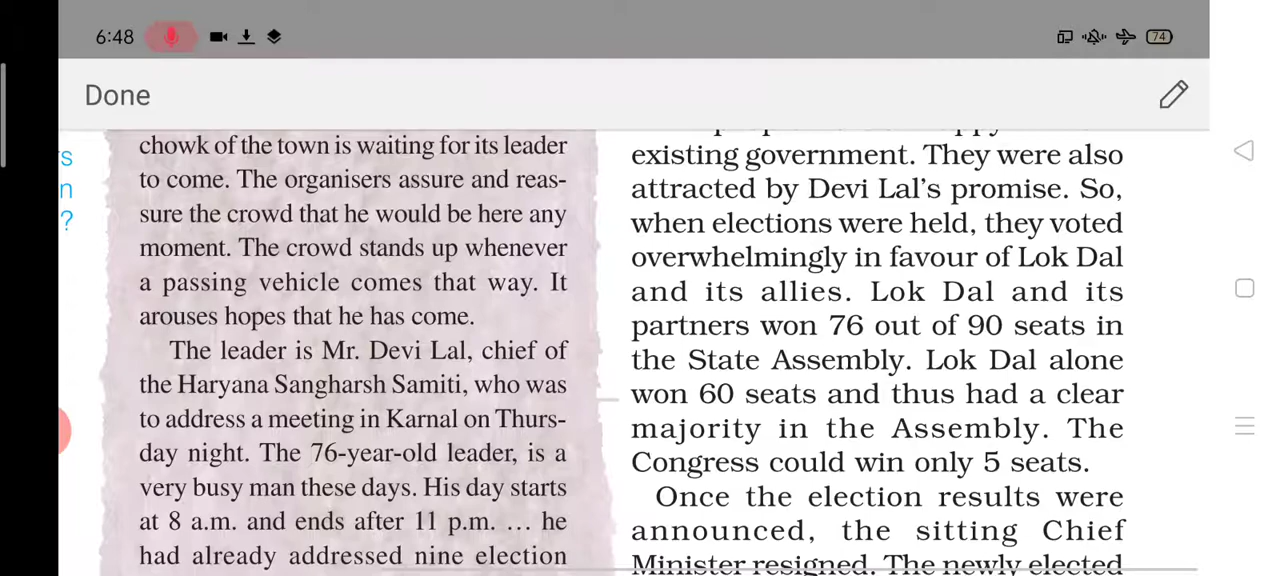 6:48
74
Done
s
n
?
chowk of the town is waiting for its leader
to come. The organisers assure and reas-
sure the crowd that he would be here any
moment. The crowd stands up whenever
a passing vehicle comes that way. It
arouses hopes that he has come.
The leader is Mr. Devi Lal, chief of
the Haryana Sangharsh Samiti, who was
to address a meeting in Karnal on Thurs-
day night. The 76-year-old leader, is a
very busy man these days. His day starts
at 8 a.m. and ends after 11 p.m. … he
had already addressed nine election
existing government. They were also
attracted by Devi Lal’s promise. So,
when elections were held, they voted
overwhelmingly in favour of Lok Dal
and its allies. Lok Dal and its
partners won 76 out of 90 seats in
the State Assembly. Lok Dal alone
won 60 seats and thus had a clear
majority in the Assembly. The
Congress could win only 5 seats.
Once the election results were
announced, the sitting Chief
Minister resigned. The newly elected